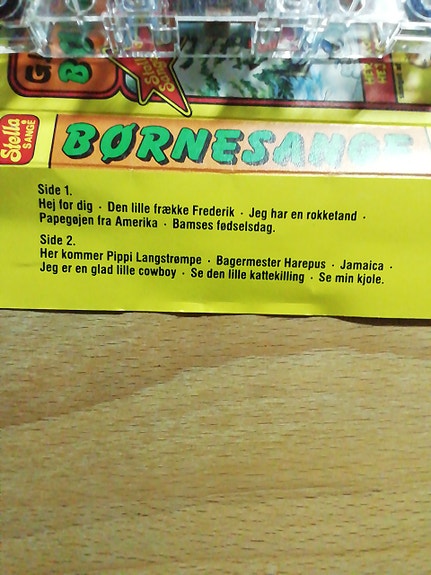 Stella
SANGE
BØRNESANGE
Side 1.
Hej for dig · Den lille frække Frederik · Jeg har en rokketand ·
Papegøjen fra Amerika · Bamses fødselsdag.
Side 2.
Her kommer Pippi Langstrømpe · Bagermester Harepus · Jamaica ·
Jeg er en glad lille cowboy · Se den lille kattekilling · Se min kjole.